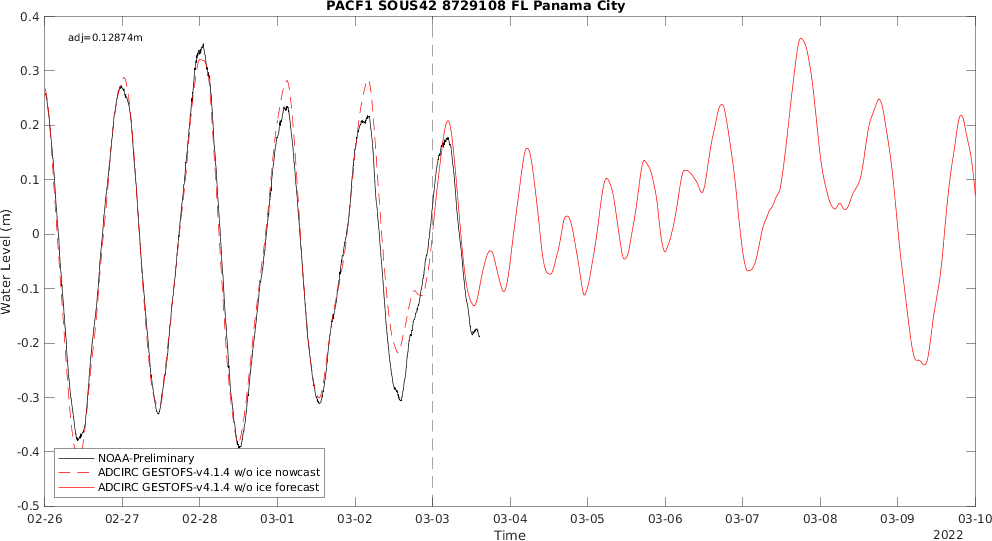 PACF1 SOUS42 8729108 FL Panama City
adj=0.12874m
0.4
0.3
0.2
0.1
0
-0.1
-0.2
-0.3
-0.4
-0.5
Water Level (m)
NOAA-Preliminary
ADCIRC GESTOFS-v4.1.4 w/o ice nowcast
ADCIRC GESTOFS-v4.1.4 w/o ice forecast
02-26 02-27 02-28 03-01 03-02 03-03 03-04 03-05 03-06 03-07 03-08 03-09 03-10
Time
2022